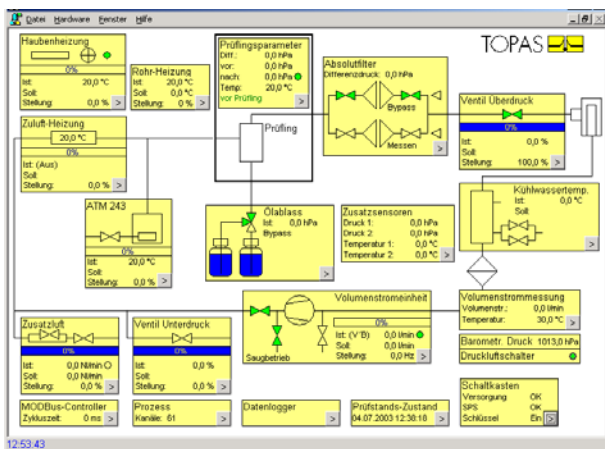 Datei Hardware Fenster Hilfe
TOPAS
Haubenheizung
0%
Ist: 20,0 °C
Soll:
Stellung: 0,0 % >
Rohr-Heizung
Ist: 20,0 °C
Soll: 0,0 °C
Stellung: 0 % >
Prüflingsparameter
Diff.: 0,0 hPa
vor: 0,0 hPa
nach: 0,0 hPa
Temp: 20,0 °C
vor Prüfling >
Prüfling
Absolutfilter
Differenzdruck: 0,0 hPa
Bypass
Messen >
Ventil Überdruck
0%
Ist: 0,0 %
Soll:
Stellung: 100,0 % >
Zuluft-Heizung
20,0 °C
0%
Ist: (Aus)
Soll:
Stellung: 0,0 % >
ATM 243
0%
Ist: 20,0 °C
Soll:
Stellung: 0,0 % >
Ölablass
Ist: 0,0 hPa
Bypass
>
Zusatzsensoren
Druck 1: 0,0 hPa
Druck 2: 0,0 hPa
Temperatur 1: 0,0 °C
Temperatur 2: 0,0 °C >
Kühlwassertemp.
Ist: 0,0 °C
Soll:
>
Volumenstromeinheit
0%
Ist: (V'B) 0,0 l/min
Soll: 0,0 l/min
Stellung: 0,0 Hz >
Saugbetrieb
Volumenstrommessung
Volumenstr.: 0,0 l/min
Temperatur: 30,0 °C >
Barometr. Druck 1013,0 hPa
Druckluftschalter
Zusatzluft
0%
Ist: 0,0 Nl/min
Soll: 0,0 Nl/min
Stellung: 0,0 % >
Ventil Unterdruck
0%
Ist: 0,0 %
Soll:
Stellung: 0,0 % >
MODBus-Controller
Zykluszeit: 0 ms >
Prozess
Kanäle: 61 >
Datenlogger
>
Prüfstands-Zustand
04.07.2003 12:38:18 >
Schaltkasten
Versorgung OK
SPS OK
Schlüssel Ein >
12:53:43